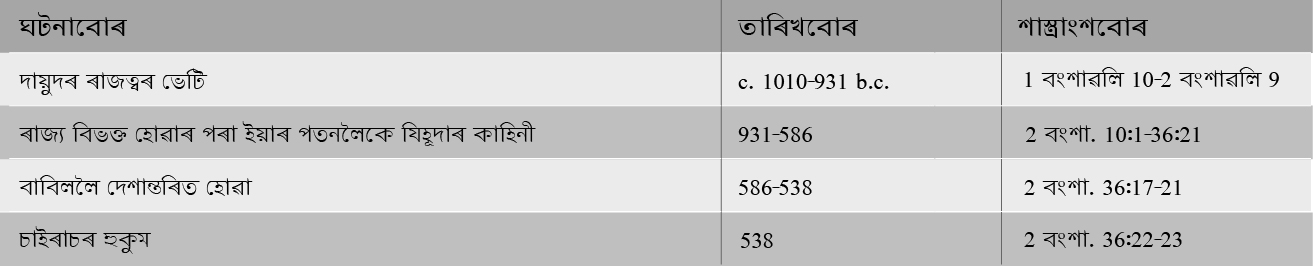 ঘটনাবোৰ তাৰিখবোৰ শাস্ত্ৰাংশবোৰ
দায়ুদৰ ৰাজত্বৰ ভেটি c. 1010-931 b.c. 1 বংশাৱলি 10-2 বংশাৱলি 9
ৰাজ্য বিভক্ত হোৱাৰ পৰা ইয়াৰ পতনলৈকে যিহূদাৰ কাহিনী 931-586 2 বংশা. 10:1-36:21
বাবিললৈ দেশান্তৰিত হোৱা 586-538 2 বংশা. 36:17-21
চাইৰাচৰ হুকুম 538 2 বংশা. 36:22-23